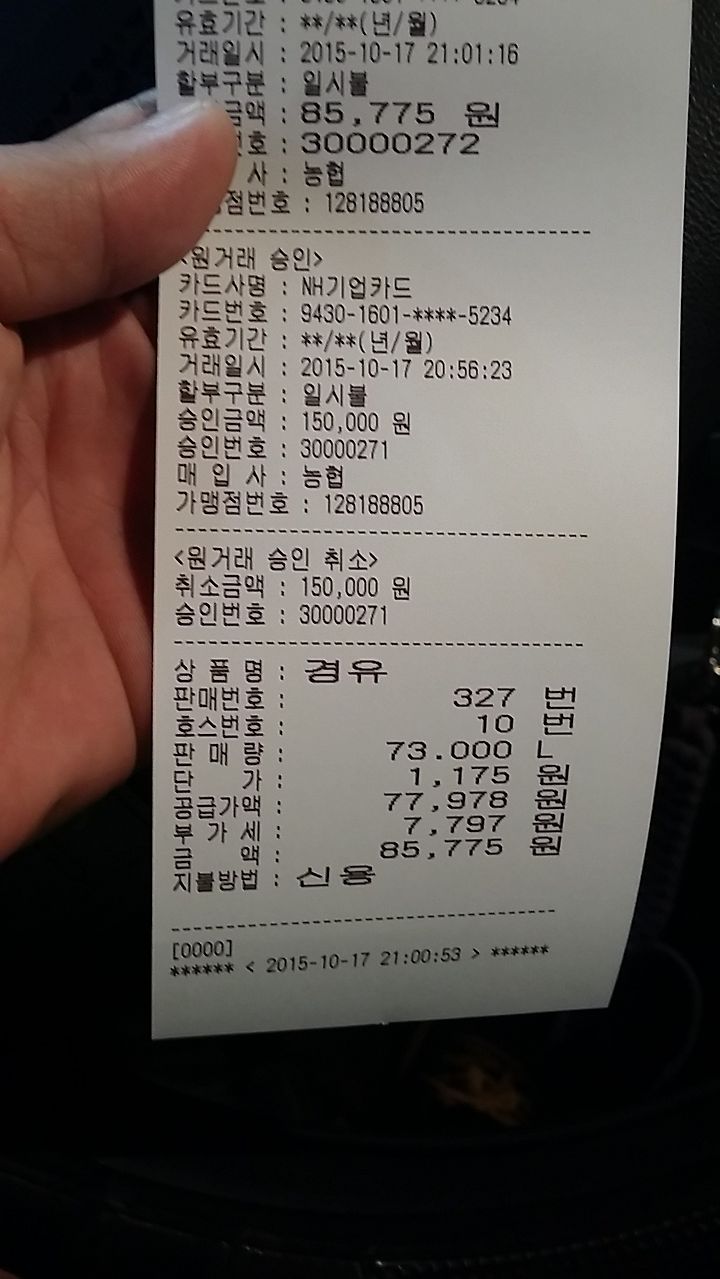 유효기간 : **/**(년/월)
거래일시 : 2015-10-17 21:01:16
할부구분 : 일시불
금액 : 85,775 원
번호 : 30000272
사 : 농협
점번호 : 128188805
<원거래 승인>
카드사명 : NH기업카드
카드번호 : 9430-1601-****-5234
유효기간 : **/**(년/월)
거래일시 : 2015-10-17 20:56:23
할부구분 : 일시불
승인금액 : 150,000 원
승인번호 : 30000271
매 입 사 : 농협
가맹점번호 : 128188805
<원거래 승인 취소>
취소금액 : 150,000 원
승인번호 : 30000271
상 품 명 : 경유
판매번호 : 327 번
호스번호 : 10 번
판 매 량 : 73.000 L
단 가 : 1,175 원
공급가액 : 77,978 원
부 가 세 : 7,797 원
금 액 : 85,775 원
지불방법 : 신용
[0000]
****** < 2015-10-17 21:00:53 > ******